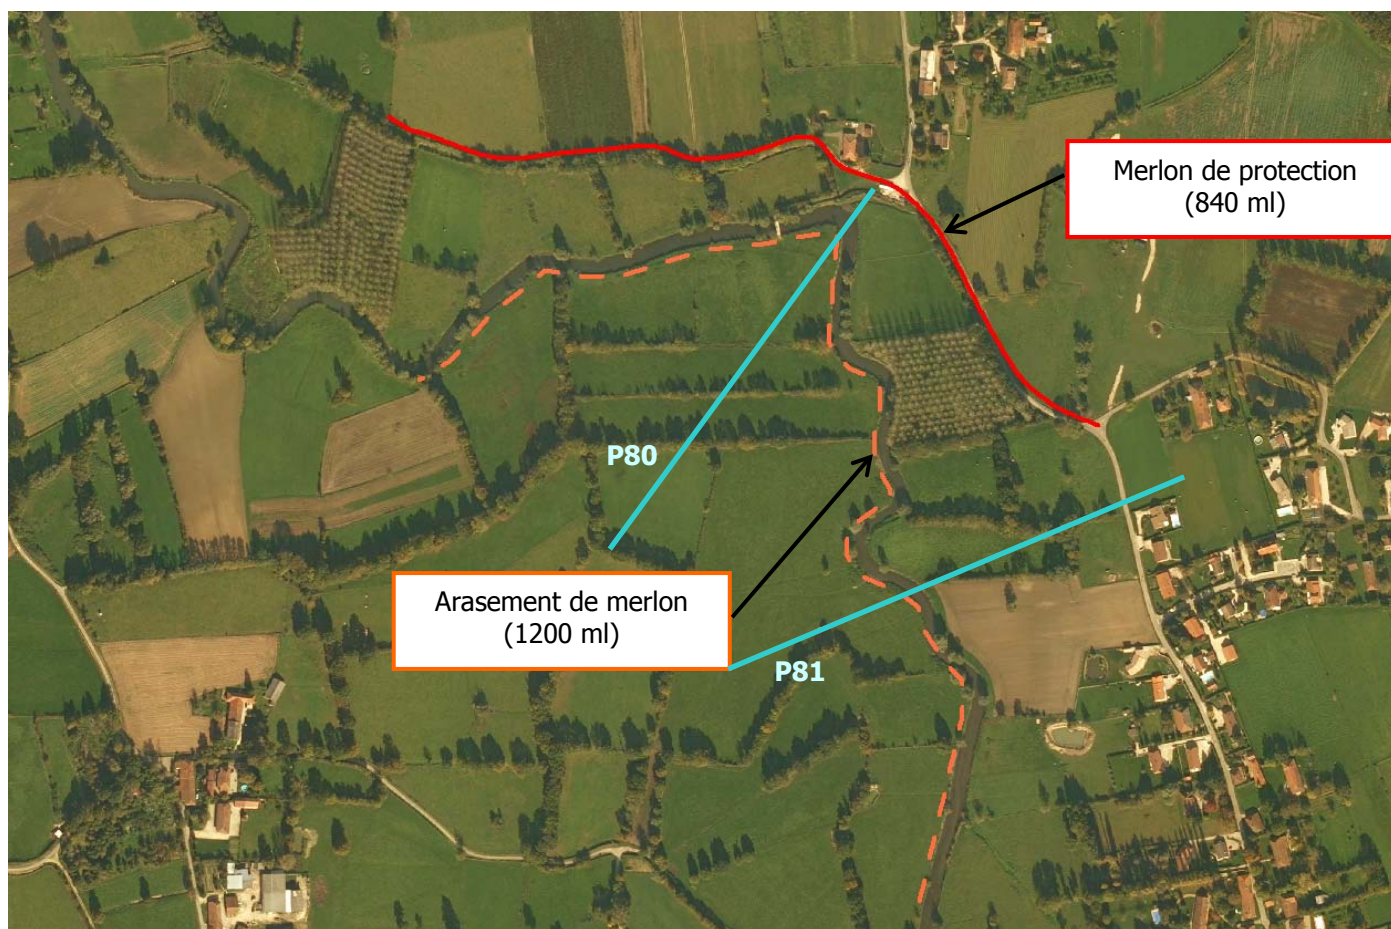 Merlon de protection
(840 ml)
P80
Arasement de merlon
(1200 ml)
P81